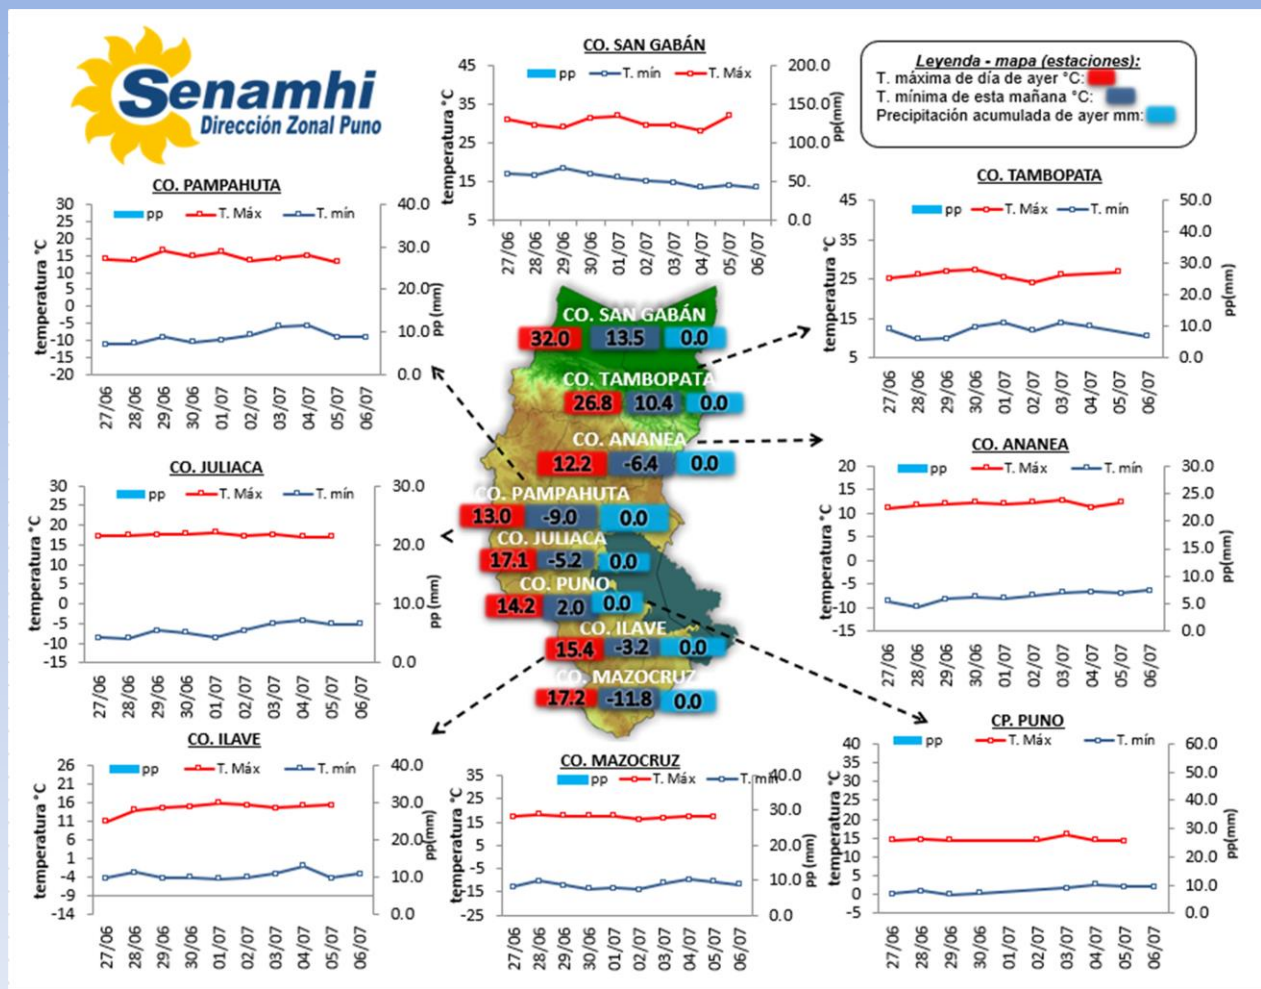 Senamhi
Dirección Zonal Puno
CO. SAN GABÁN
pp T. mín T. Máx
temperatura °C
45
35
25
15
5
200.0
150.0
100.0
50.
0.0
pp(mm)
27/06 28/06 29/06 30/06 01/07 02/07 03/07 04/07 05/07 06/07
Leyenda - mapa (estaciones):
T. máxima de día de ayer °C:
T. mínima de esta mañana °C:
Precipitación acumulada de ayer mm:
CO. PAMPAHUTA
pp T. Máx T. mín
temperatura °C
30
25
20
15
10
5
0
-5
-10
-15
-20
40.0
30.0
20.0
10.0
0.0
pp (mm)
27/06 28/06 29/06 30/06 01/07 02/07 03/07 04/07 05/07 06/07
CO. TAMBOPATA
pp T. Máx T. mín
temperatura °C
45
35
25
15
5
50.0
40.0
30.0
20.0
10.0
0.0
pp(mm)
27/06 28/06 29/06 30/06 01/07 02/07 03/07 04/07 05/07 06/07
CO. SAN GABÁN
32.0 13.5 0.0
CO. TAMBOPATA
26.8 10.4 0.0
CO. ANANEA
12.2 -6.4 0.0
CO. PAMPAHUTA
13.0 -9.0 0.0
CO. JULIACA
17.1 -5.2 0.0
CO. PUNO
14.2 2.0 0.0
CO. ILAVE
15.4 -3.2 0.0
CO. MAZOCRUZ
17.2 -11.8 0.0
CO. JULIACA
pp T. Máx T. mín
temperatura °C
30
25
20
15
10
5
0
-5
-10
-15
30.0
20.0
10.0
0.0
pp (mm)
27/06 28/06 29/06 30/06 01/07 02/07 03/07 04/07 05/07 06/07
CO. ANANEA
pp T. Máx T. mín
temperatura °C
20
15
10
5
0
-5
-10
-15
30.0
25.0
20.0
15.0
10.0
5.0
0.0
pp(mm)
27/06 28/06 29/06 30/06 01/07 02/07 03/07 04/07 05/07 06/07
CO. ILAVE
pp T. Máx T. mín
temperatura °C
26
21
16
11
6
1
-4
-9
-14
40.0
30.0
20.0
10.0
0.0
pp(mm)
27/06 28/06 29/06 30/06 01/07 02/07 03/07 04/07 05/07 06/07
CO. MAZOCRUZ
pp T. Máx T. mín
temperatura °C
35
25
15
5
-5
-15
-25
40.0
30.0
20.0
10.0
0.0
pp (mm)
27/06 28/06 29/06 30/06 01/07 02/07 03/07 04/07 05/07 06/07
CP. PUNO
pp T. Máx T. mín
temperatura °C
40
35
30
25
20
15
10
5
0
-5
60.0
50.0
40.0
30.0
20.0
10.0
0.0
pp(mm)
27/06 28/06 29/06 30/06 01/07 02/07 03/07 04/07 05/07 06/07